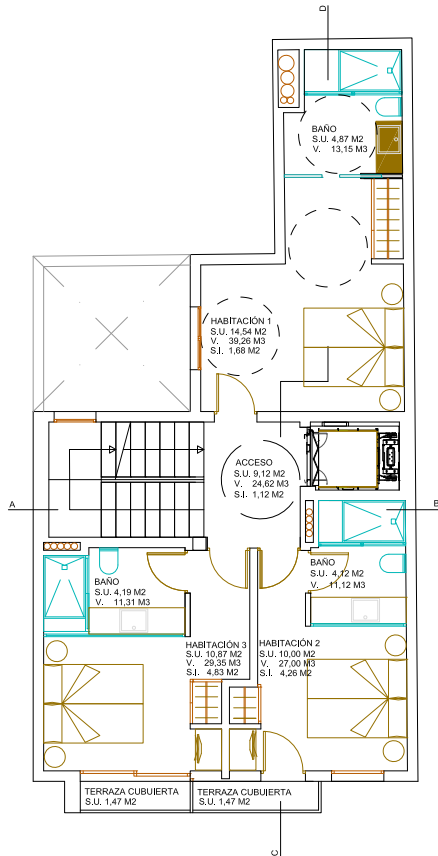 D
BAÑO
S.U. 4,87 M2
V. 13,15 M3
HABITACIÓN 1
S.U. 14,54 M2
V. 39,26 M3
S.I. 1,68 M2
ACCESO
S.U. 9,12 M2
V. 24,62 M3
S.I. 1,12 M2
A
B
BAÑO
S.U. 4,19 M2
V. 11,31 M3
BAÑO
S.U. 4,12 M2
V. 11,12 M3
HABITACIÓN 3
S.U. 10,87 M2
V. 29,35 M3
S.I. 4,83 M2
HABITACIÓN 2
S.U. 10,00 M2
V. 27,00 M3
S.I. 4,26 M2
TERRAZA CUBUIERTA
S.U. 1,47 M2
TERRAZA CUBUIERTA
S.U. 1,47 M2
C